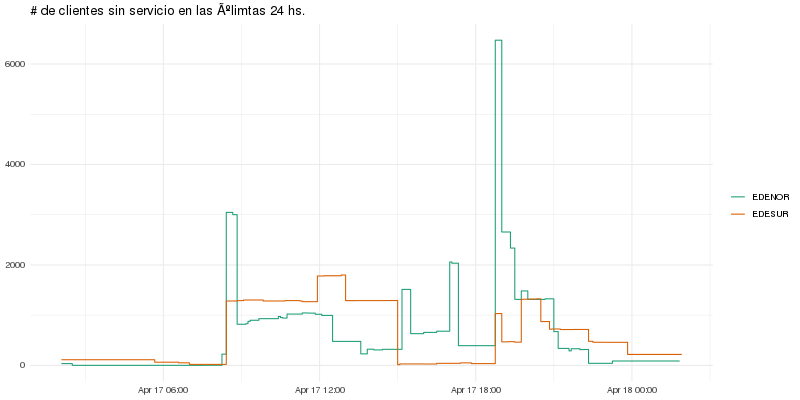 # de clientes sin servicio en las Ãºlimtas 24 hs.
6000
4000
2000
0
Apr 17 06:00
Apr 17 12:00
Apr 17 18:00
Apr 18 00:00
EDENOR
EDESUR